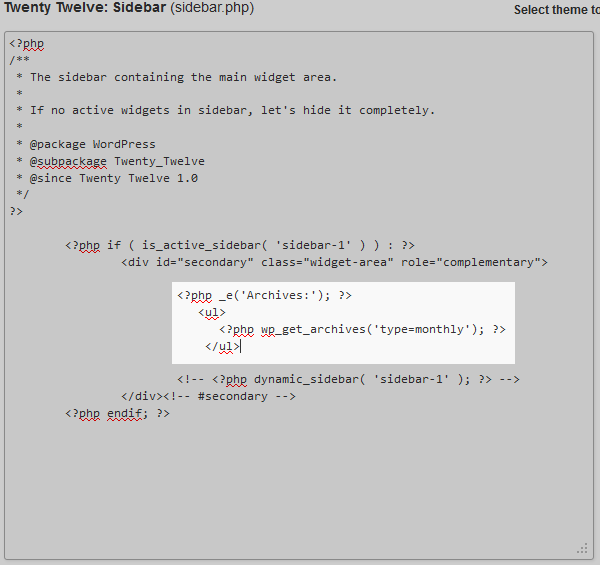 Twenty Twelve: Sidebar (sidebar.php)
Select theme to
<?php
/**
 * The sidebar containing the main widget area.
 *
 * If no active widgets in sidebar, let's hide it completely.
 *
 * @package WordPress
 * @subpackage Twenty_Twelve
 * @since Twenty Twelve 1.0
 */
?>
<?php if ( is_active_sidebar( 'sidebar-1' ) ) : ?>
<div id="secondary" class="widget-area" role="complementary">
<?php _e('Archives:'); ?>
<ul>
<?php wp_get_archives('type=monthly'); ?>
</ul>
<!-- <?php dynamic_sidebar( 'sidebar-1' ); ?> -->
</div><!-- #secondary -->
<?php endif; ?>